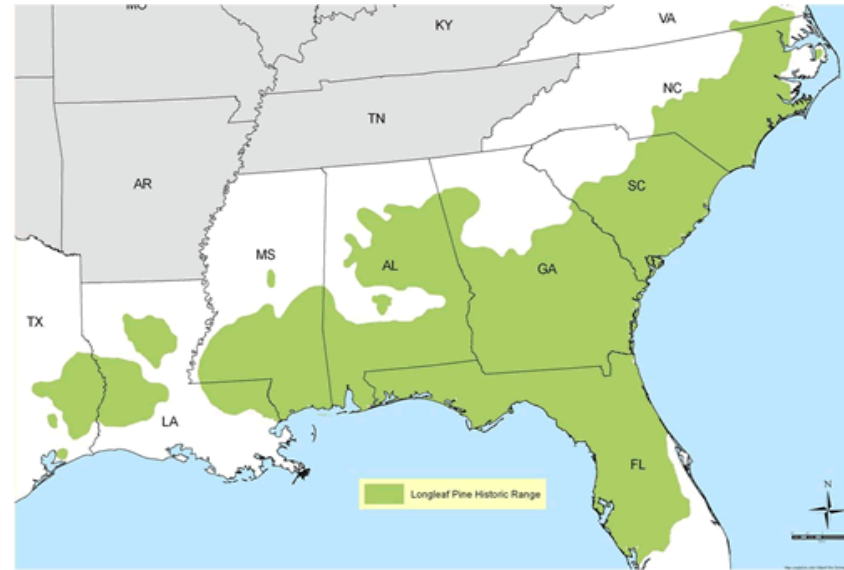 MO
KY
VA
NC
TN
AR
SC
MS
AL
GA
TX
LA
FL
Longleaf Pine Historic Range
N